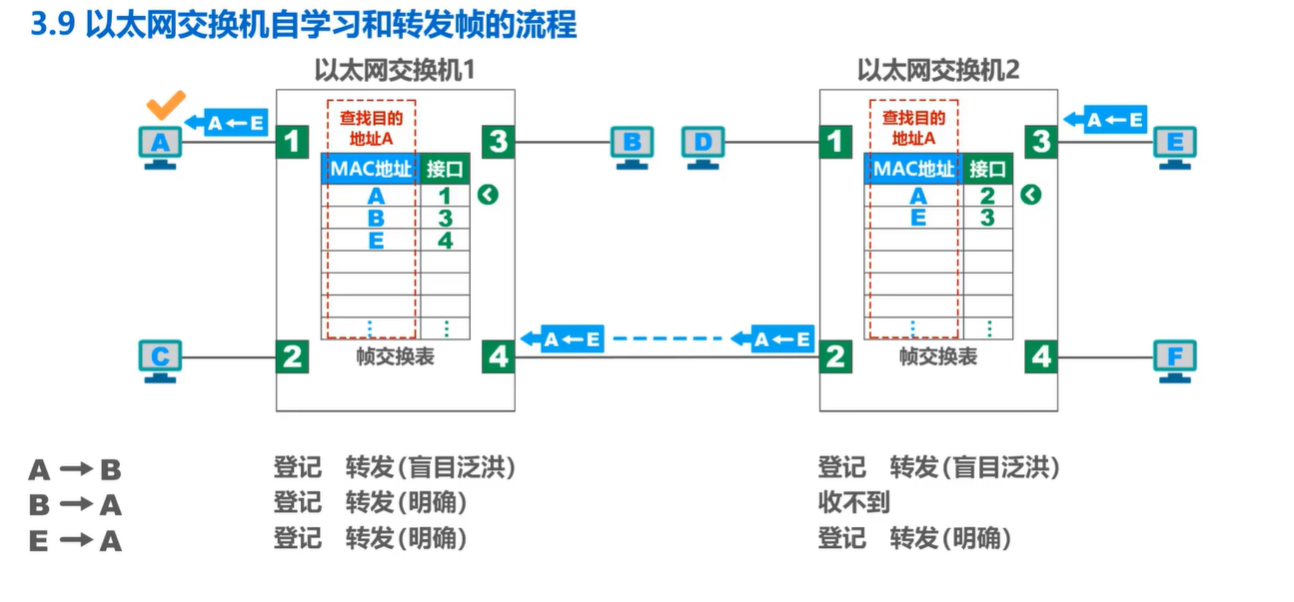 3.9 以太网交换机自学习和转发帧的流程
以太网交换机1
以太网交换机2
A←E
查找目的
地址A
查找目的
地址A
A←E
A
1
3
B
D
1
3
E
MAC地址 接口
A 1
B 3
E 4
⋮ ⋮
MAC地址 接口
A 2
E 3
⋮ ⋮
A←E
A←E
C
2
帧交换表
4
2
帧交换表
4
F
A→B 登记 转发(盲目泛洪) 登记 转发(盲目泛洪)
B→A 登记 转发(明确) 收不到
E→A 登记 转发(明确) 登记 转发(明确)